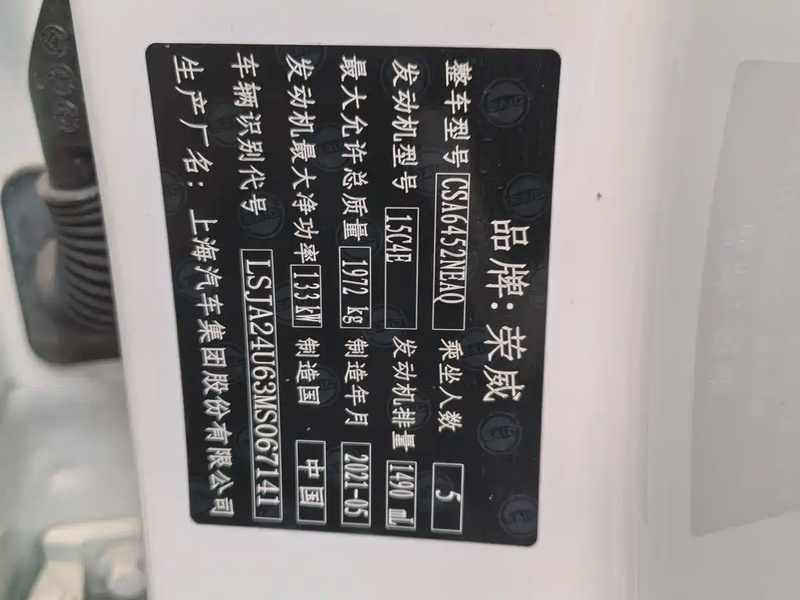 品牌：荣威
整车型号 CSA6452NEAQ 乘坐人数 5
发动机型号 15C4E 发动机排量 1490 ml
最大允许总质量 1972 kg 制造年月 2021-05
发动机最大净功率 133 kW 制造国 中国
车辆识别代号 LSJA24U63MS067141
生产厂名：上海汽车集团股份有限公司